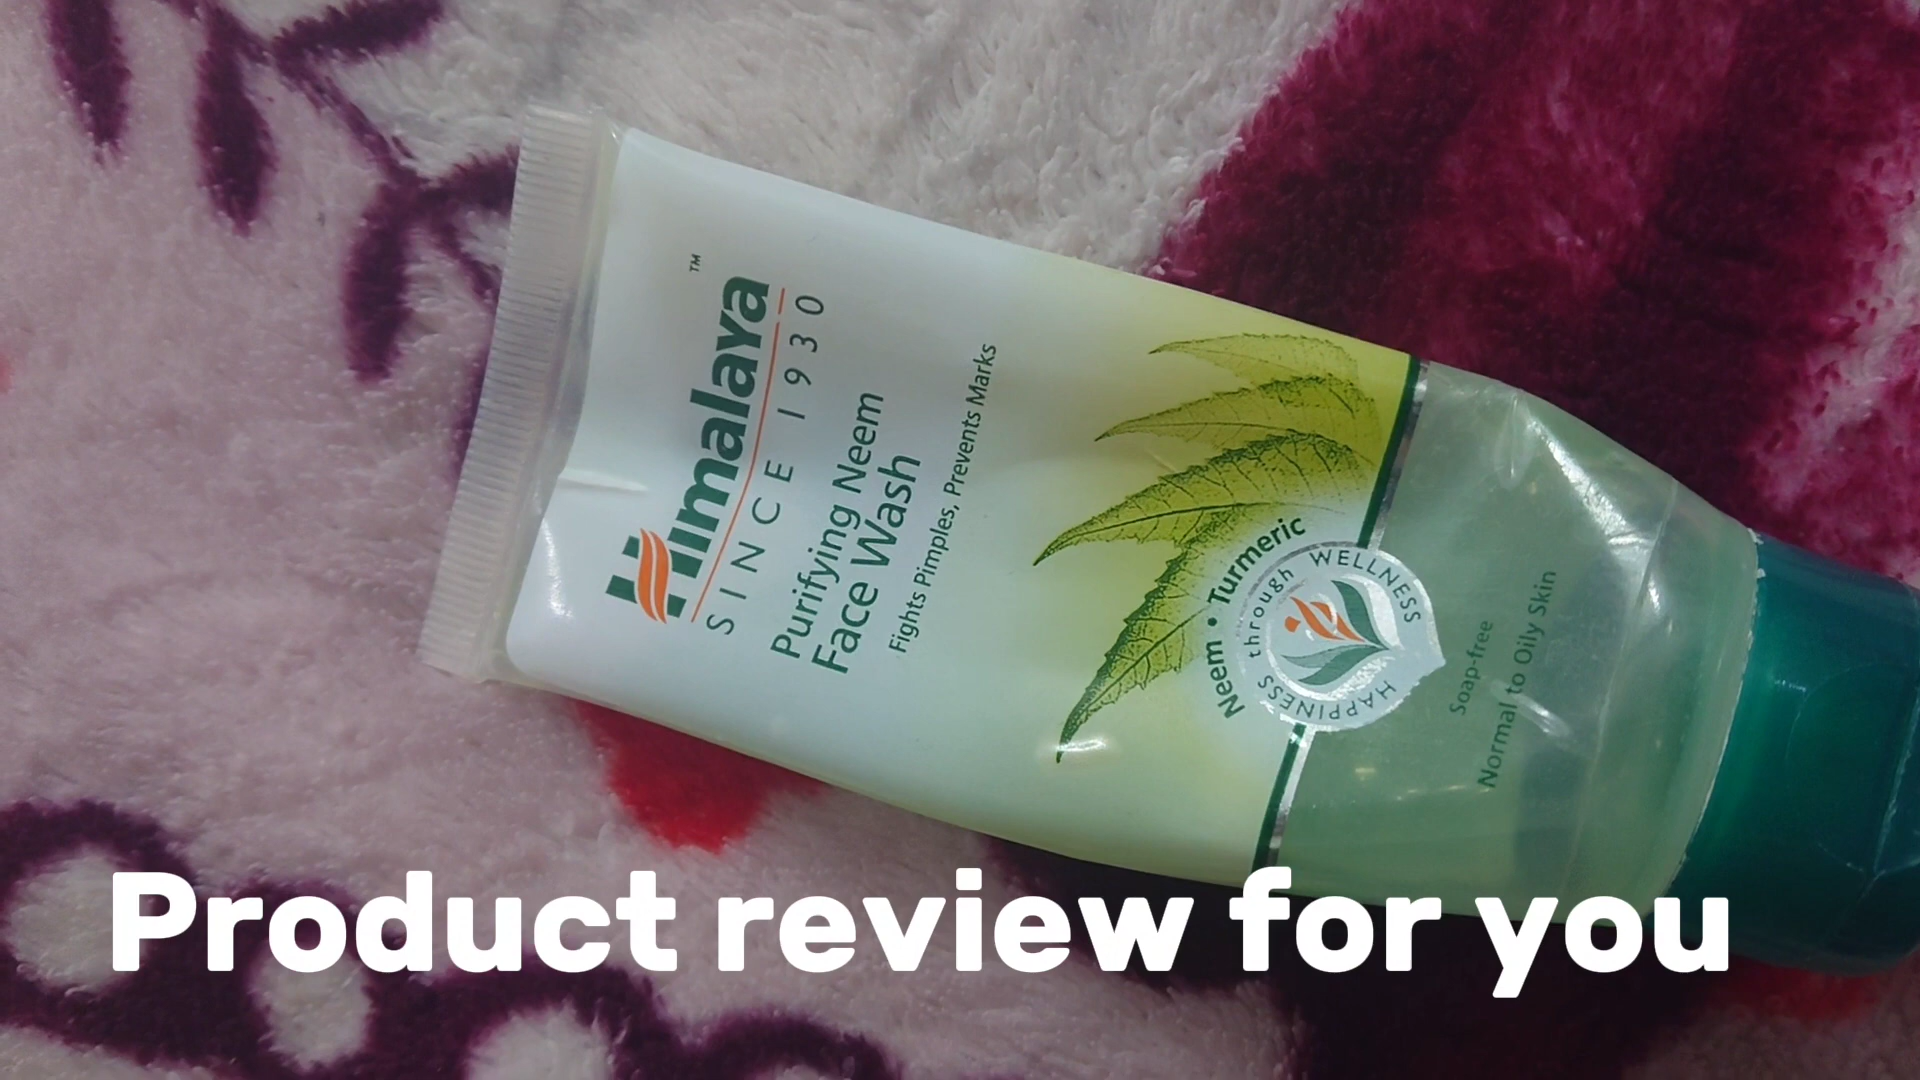 Himalaya™
SINCE 1930
Purifying Neem
Face Wash
Fights Pimples, Prevents Marks
Neem • Turmeric
HAPPINESS through WELLNESS
Soap-free
Normal to Oily Skin
Product review for you